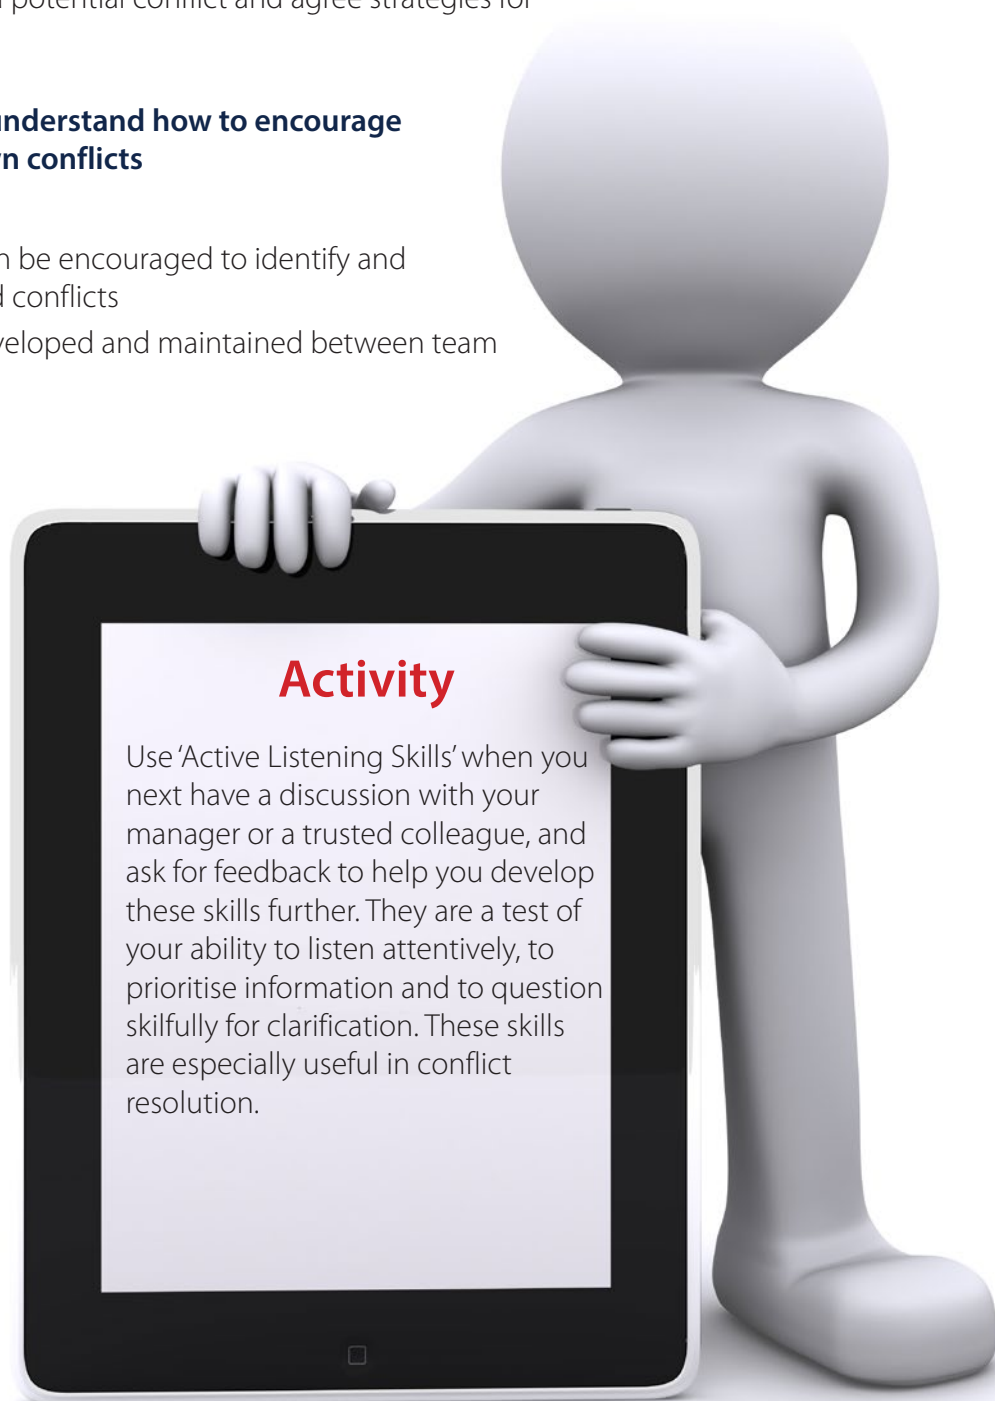 potential conflict and agree strategies for
understand how to encourage
conflicts
be encouraged to identify and
conflicts
and maintained between team
Activity
Use ‘Active Listening Skills’ when you
next have a discussion with your
manager or a trusted colleague, and
ask for feedback to help you develop
these skills further. They are a test of
your ability to listen attentively, to
prioritise information and to question
skilfully for clarification. These skills
are especially useful in conflict
resolution.